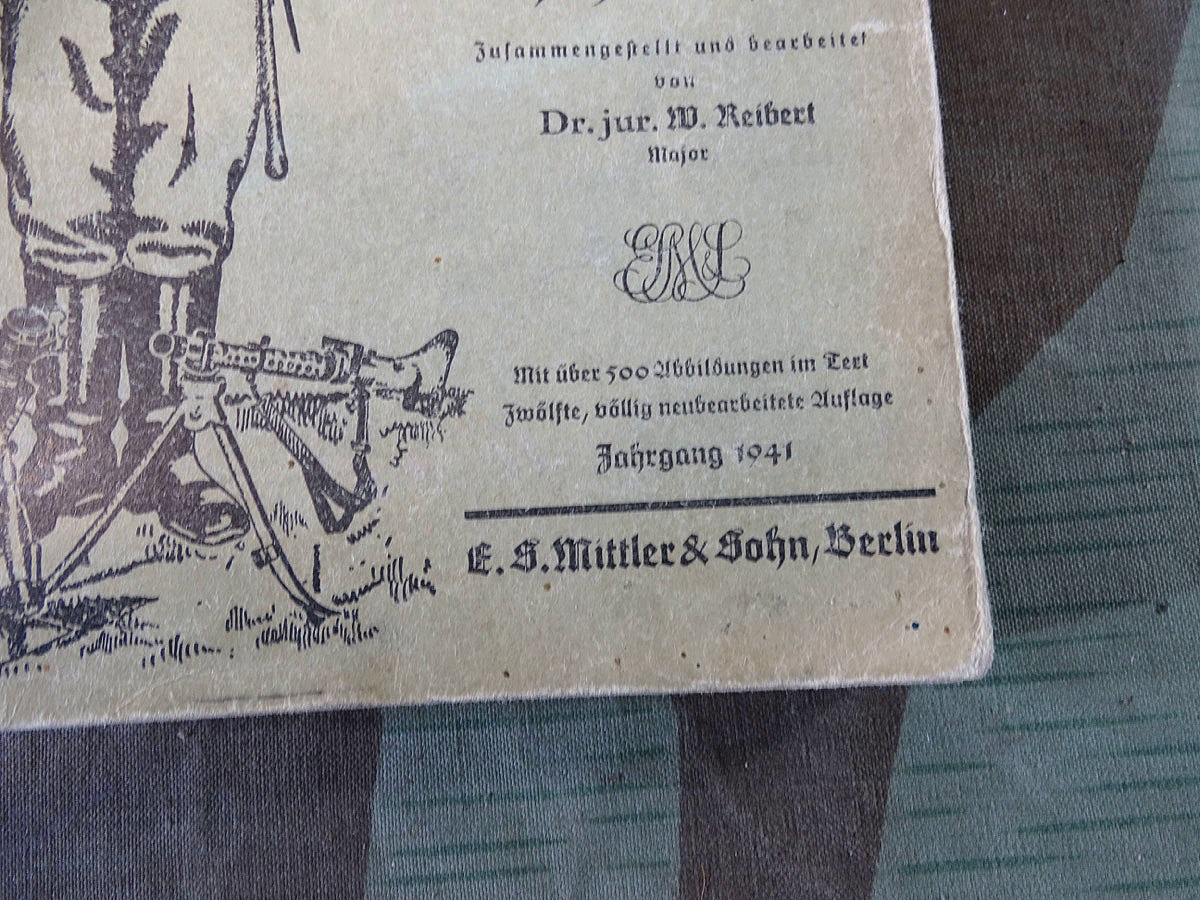 Zusammengestellt und bearbeitet
von
Dr. jur. W. Reibert
Major
ESMS
Mit über 500 Abbildungen im Text
Zwölfte, völlig neubearbeitete Auflage
Jahrgang 1941
E. S. Mittler & Sohn, Berlin